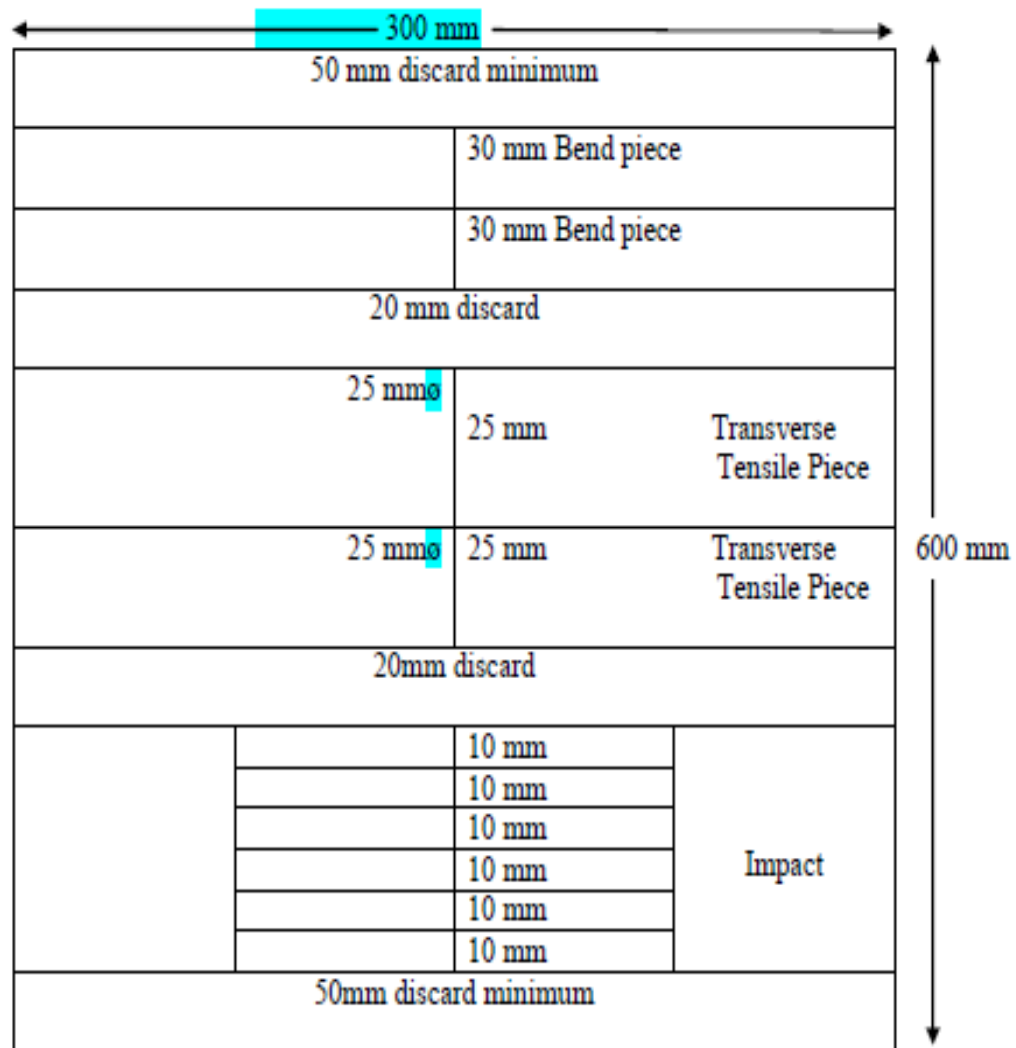 300 mm
50 mm discard minimum
30 mm Bend piece
30 mm Bend piece
20 mm discard
25 mmø
25 mm Transverse
Tensile Piece
25 mmø 25 mm Transverse
Tensile Piece
600 mm
20mm discard
10 mm
10 mm
10 mm
10 mm
10 mm
10 mm
Impact
50mm discard minimum